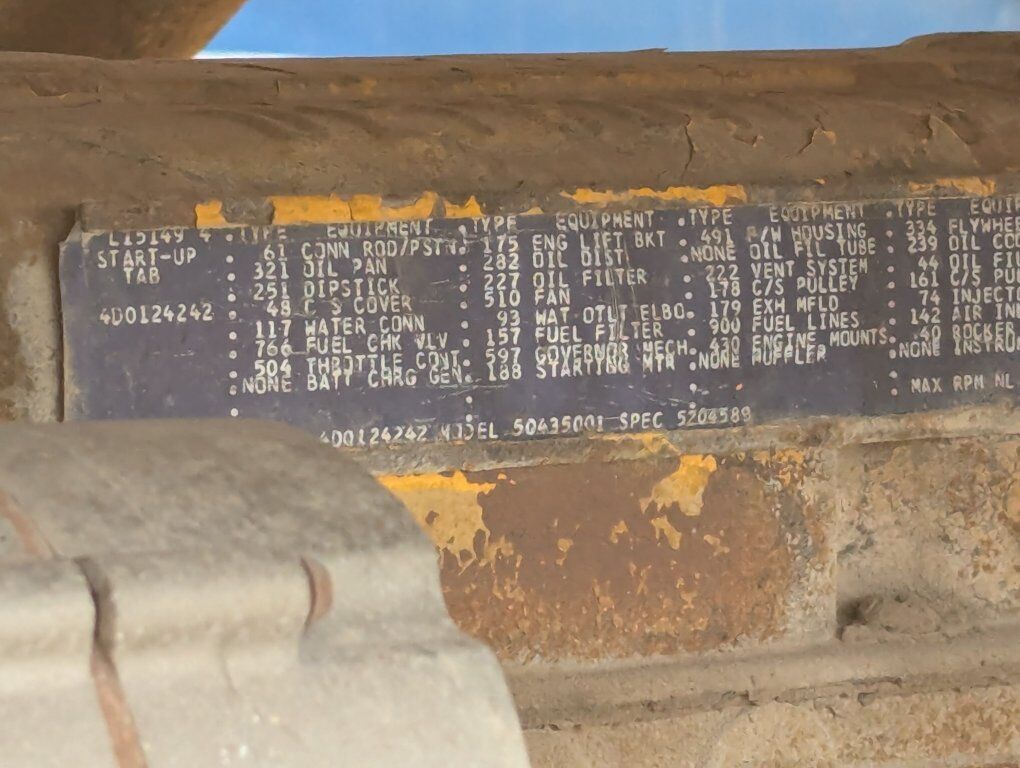 L15149 4 . TYPE EQUIPMENT . TYPE EQUIPMENT . TYPE EQUIPMENT . TYPE EQUIP
START-UP . 61 CONN ROD/PSTN. 175 ENG LIFT BKT . 491 F/W HOUSING . 334 FLYWHEE
TAB . 321 OIL PAN . 282 OIL DIST. .NONE OIL FIL TUBE . 239 OIL COO
. 251 DIPSTICK . 227 OIL FILTER . 222 VENT SYSTEM . 44 OIL FIL
4D0124242 . 48 C S COVER . 510 FAN . 178 C/S PULLEY . 161 C/S PU
. 117 WATER CONN . 93 WAT OTLT ELBO. 179 EXH MFLD . 74 INJECTO
. 766 FUEL CHK VLV . 157 FUEL FILTER . 900 FUEL LINES . 142 AIR INL
. 504 THROTTLE CONT. 597 GOVERNOR MECH. 430 ENGINE MOUNTS. 40 ROCKER
.NONE BATT CHRG GEN. 188 STARTING MTR .NONE MUFFLER .NONE INSTRU
. MAX RPM NL
4D0124242 MODEL 50435001 SPEC 5204589